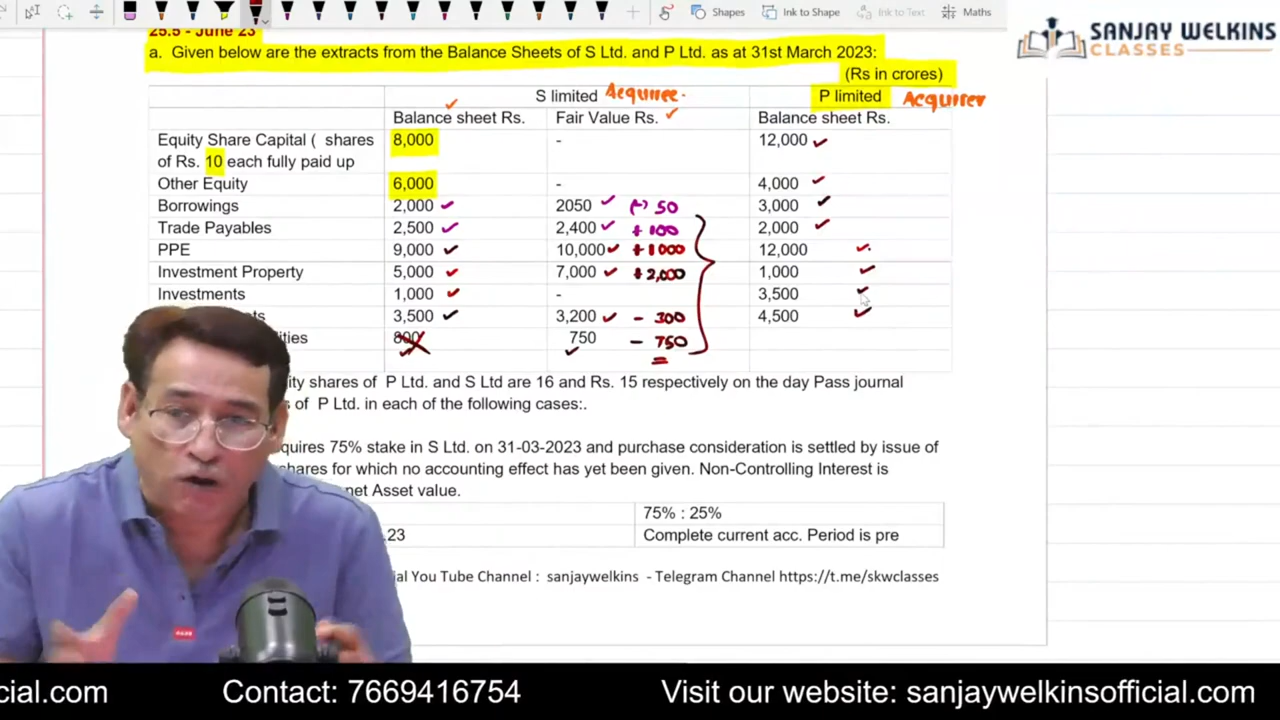 Shapes Ink to Shape Ink to Text Maths
SANJAY WELKINS
CLASSES
25.5 - June 23
a. Given below are the extracts from the Balance Sheets of S Ltd. and P Ltd. as at 31st March 2023:
(Rs in crores)
S limited Acquiree P limited Acquirer
Balance sheet Rs. Fair Value Rs. Balance sheet Rs.
Equity Share Capital ( shares 8,000 - 12,000
of Rs. 10 each fully paid up
Other Equity 6,000 - 4,000
Borrowings 2,000 2050 (-) 50 3,000
Trade Payables 2,500 2,400 + 100 2,000
PPE 9,000 10,000 + 1000 12,000
Investment Property 5,000 7,000 + 2,000 1,000
Investments 1,000 - 3,500
3,500 3,200 - 300 4,500
800 750 - 750
shares of P Ltd. and S Ltd are 16 and Rs. 15 respectively on the day Pass journal
of P Ltd. in each of the following cases:.
75% stake in S Ltd. on 31-03-2023 and purchase consideration is settled by issue of
shares for which no accounting effect has yet been given. Non-Controlling Interest is
net Asset value.
75% : 25%
.23 Complete current acc. Period is pre
You Tube Channel : sanjaywelkins - Telegram Channel https://t.me/skwclasses
cial.com Contact: 7669416754 Visit our website: sanjaywelkinsofficial.com